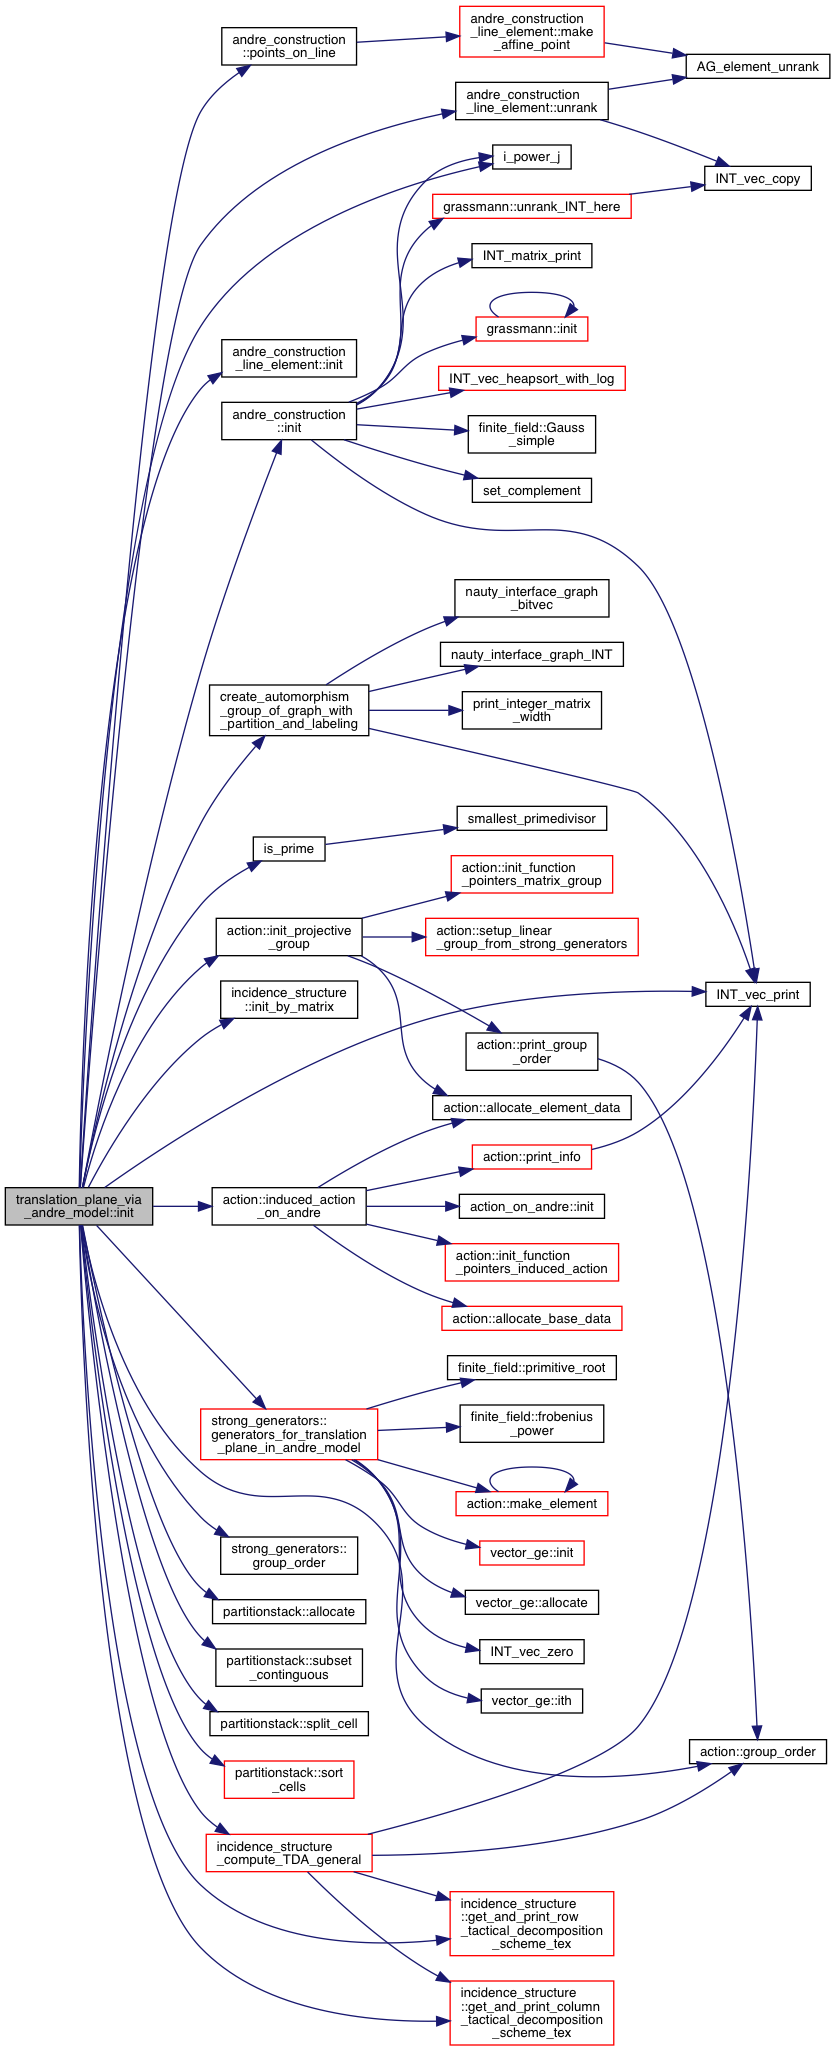 andre_construction
::points_on_line
andre_construction
_line_element::make
_affine_point
AG_element_unrank
andre_construction
_line_element::unrank
i_power_j
INT_vec_copy
grassmann::unrank_INT_here
INT_matrix_print
grassmann::init
andre_construction
_line_element::init
INT_vec_heapsort_with_log
andre_construction
::init
finite_field::Gauss
_simple
set_complement
nauty_interface_graph
_bitvec
nauty_interface_graph_INT
create_automorphism
_group_of_graph_with
_partition_and_labeling
print_integer_matrix
_width
smallest_primedivisor
is_prime
action::init_function
_pointers_matrix_group
action::init_projective
_group
action::setup_linear
_group_from_strong_generators
incidence_structure
::init_by_matrix
INT_vec_print
action::print_group
_order
action::allocate_element_data
action::print_info
translation_plane_via
_andre_model::init
action::induced_action
_on_andre
action_on_andre::init
action::init_function
_pointers_induced_action
action::allocate_base_data
finite_field::primitive_root
strong_generators::
generators_for_translation
_plane_in_andre_model
finite_field::frobenius
_power
action::make_element
strong_generators::
group_order
vector_ge::init
partitionstack::allocate
vector_ge::allocate
partitionstack::subset
_continguous
INT_vec_zero
vector_ge::ith
partitionstack::split_cell
action::group_order
partitionstack::sort
_cells
incidence_structure
_compute_TDA_general
incidence_structure
::get_and_print_row
_tactical_decomposition
_scheme_tex
incidence_structure
::get_and_print_column
_tactical_decomposition
_scheme_tex